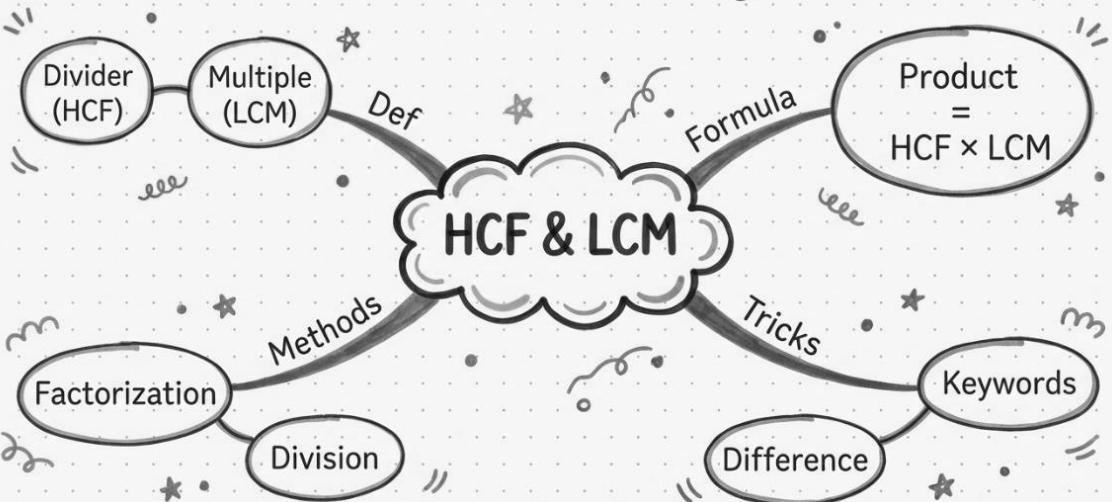 Divider
(HCF)
Multiple
(LCM)
Def
Formula
Product
=
HCF × LCM
HCF & LCM
Methods
Tricks
Factorization
Division
Keywords
Difference